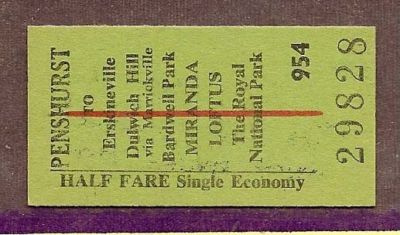 PENSHURST
TO
Erskineville
Dulwich Hill
via Marrickville
Bardwell Park
MIRANDA
LOFTUS
The Royal
National Park
954
29828
HALF FARE Single Economy